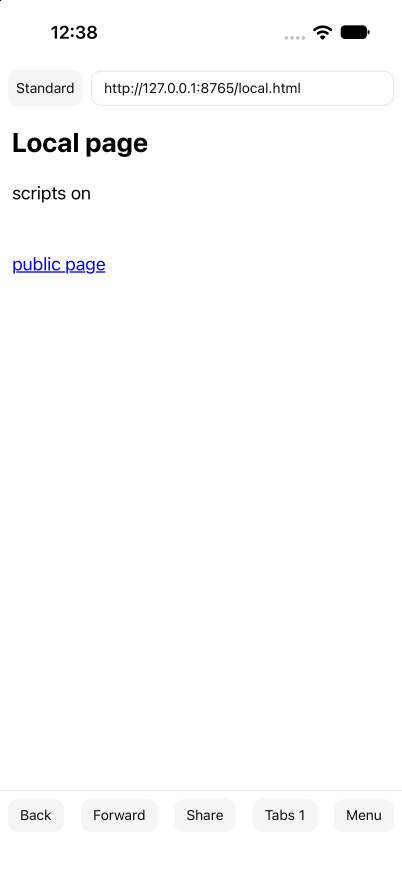 12:38
Standard
http://127.0.0.1:8765/local.html
Local page
scripts on
public page
Back Forward Share Tabs 1 Menu